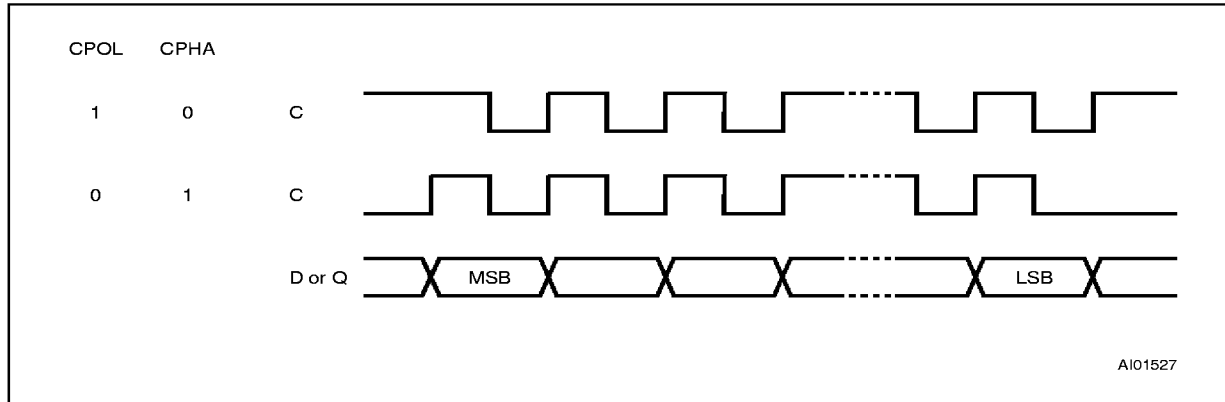 CPOL CPHA
1 0 C
0 1 C
D or Q MSB LSB
AI01527